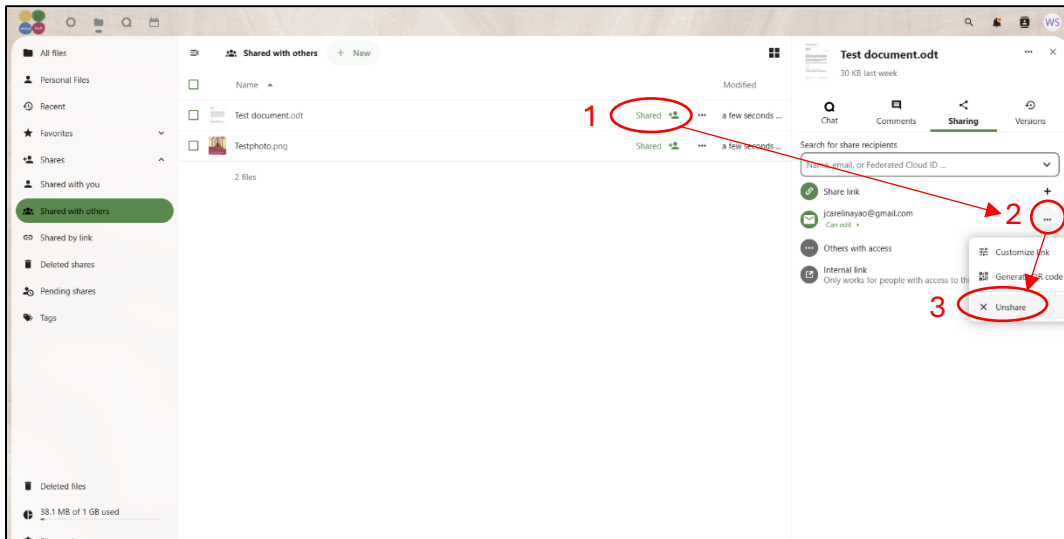 WS
All files
Personal Files
Recent
Favorites
Shares
Shared with you
Shared with others
Shared by link
Deleted shares
Pending shares
Tags
Deleted files
38.1 MB of 1 GB used
Shared with others + New
Name Modified
Test document.odt 1 Shared ... a few seconds ...
Testphoto.png Shared ... a few seconds ...
2 files
Test document.odt ... ×
30 KB last week
Chat Comments Sharing Versions
Search for share recipients
Name, email, or Federated Cloud ID ...
Share link +
jcarelinayao@gmail.com 2 ...
Can edit
Others with access
Internal link
Only works for people with access to
Customize link
Generate QR code
3 × Unshare